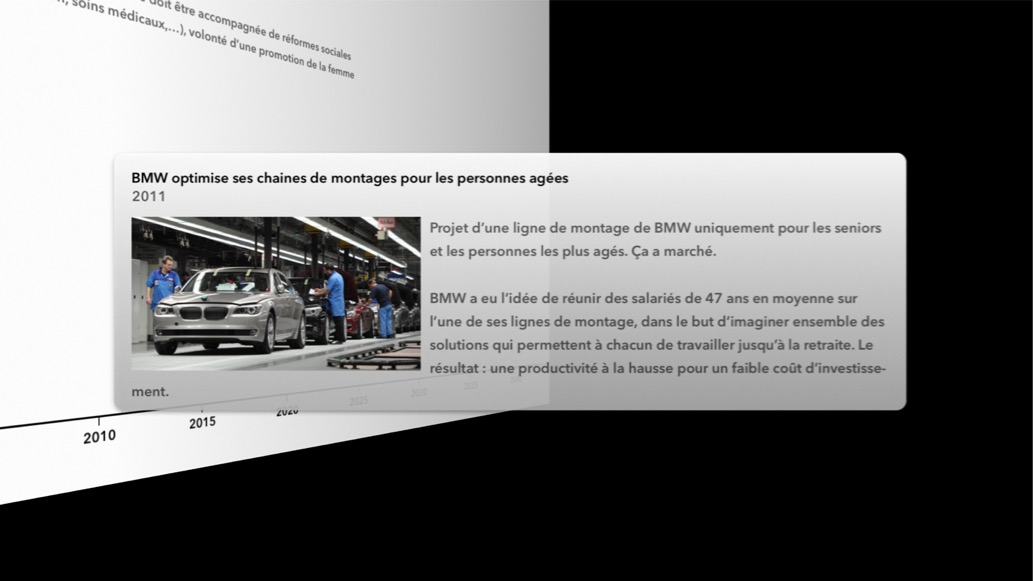 doit être accompagnée de réformes sociales
soins médicaux,...), volonté d'une promotion de la femme
BMW optimise ses chaines de montages pour les personnes agées
2011
Projet d'une ligne de montage de BMW uniquement pour les seniors
et les personnes les plus agés. Ça a marché.
BMW a eu l'idée de réunir des salariés de 47 ans en moyenne sur
l'une de ses lignes de montage, dans le but d'imaginer ensemble des
solutions qui permettent à chacun de travailler jusqu'à la retraite. Le
résultat : une productivité à la hausse pour un faible coût d'investisse-
ment.
2010 2015 2020 2025 2030 2035